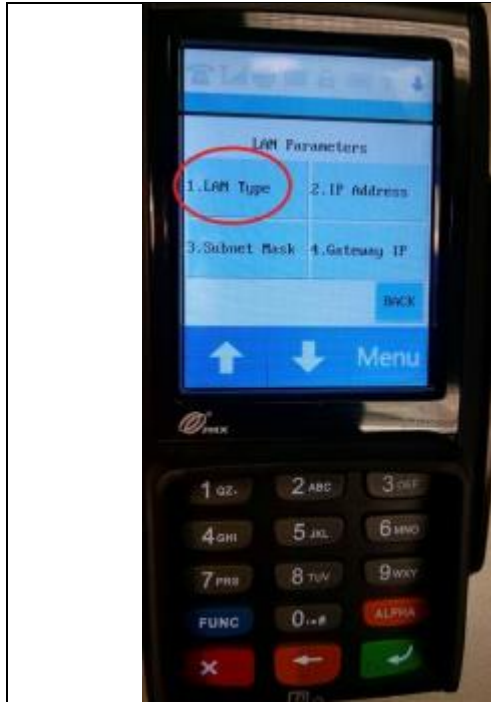 LAN Parameters
1.LAN Type 2.IP Address
3.Subnet Mask 4.Gateway IP
BACK
Menu
PAX
1 QZ. 2 ABC 3 DEF
4 GHI 5 JKL 6 MNO
7 PRS 8 TUV 9 WXY
FUNC 0 ALPHA